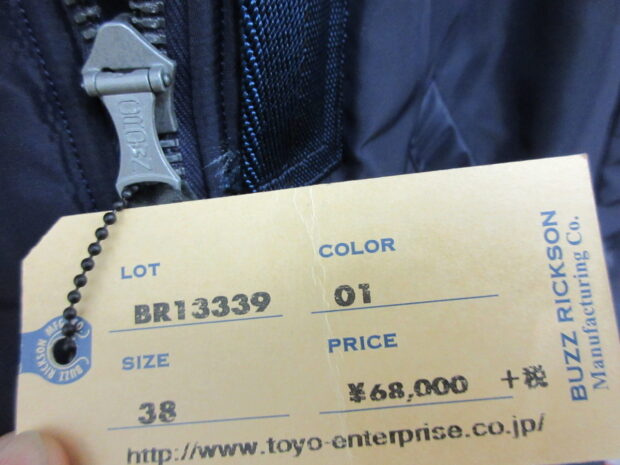 CROWN
LOT
BR13339
COLOR
01
SIZE
38
PRICE
¥68,000 +税
http://www.toyo-enterprise.co.jp/
BUZZ RICKSON
Manufacturing Co.